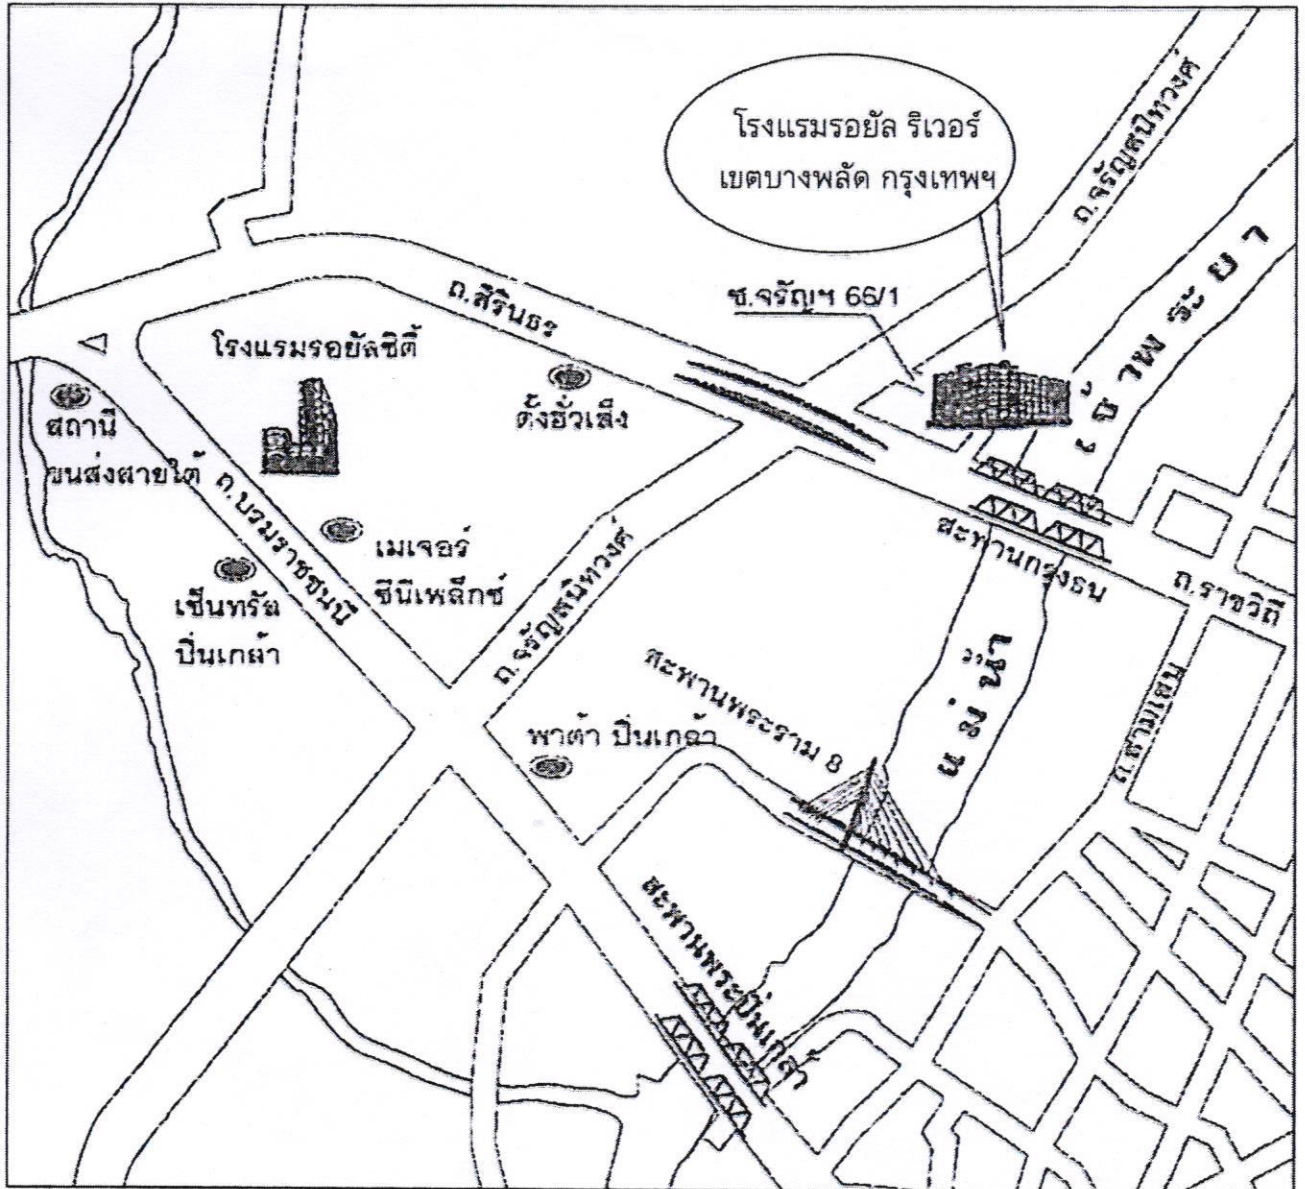 โรงแรมรอยัล ริเวอร์
เขตบางพลัด กรุงเทพฯ
ถ.จรัญสนิทวงศ์
ซ.จรัญฯ 66/1
ถ.สิรินธร
โรงแรมรอยัลซิตี้
สถานี
ขนส่งสายใต้
ตั้งฮั่วเส็ง
ถ.บรมราชชนนี
เมเจอร์
ซีนีเพล็กซ์
เซ็นทรัล
ปิ่นเกล้า
ถ.จรัญสนิทวงศ์
สะพานกรุงธน
ถ.ราชวิถี
แม่น้ำ
เจ้าพระยา
ถ.สามเสน
สะพานพระราม 8
พาต้า ปิ่นเกล้า
สะพานพระปิ่นเกล้า